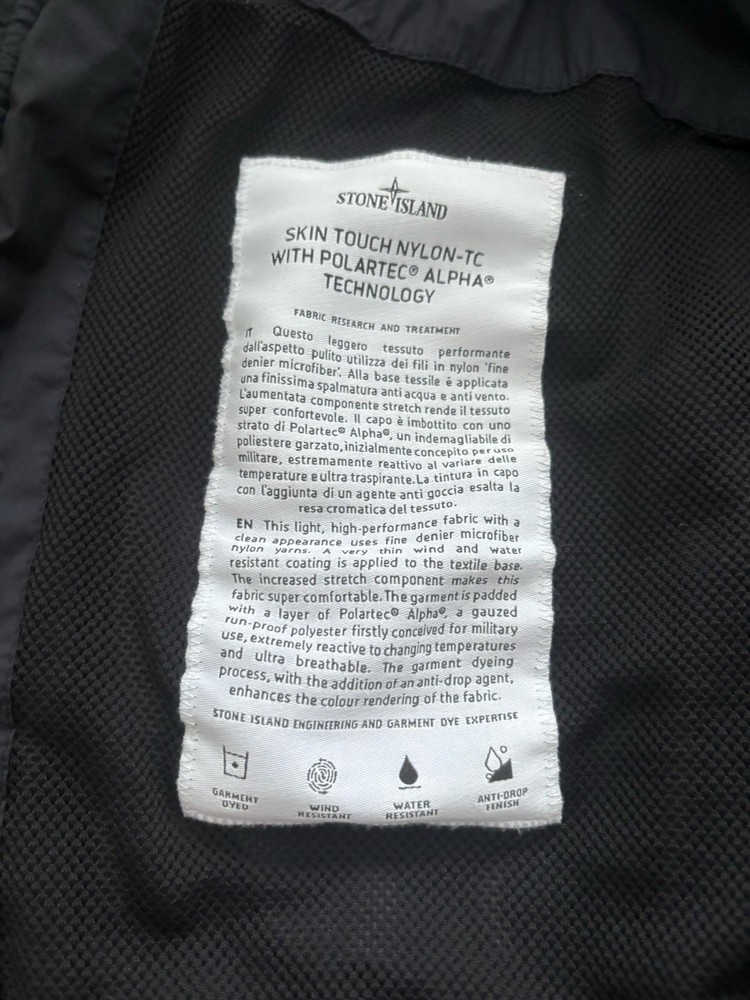 STONE ISLAND
SKIN TOUCH NYLON-TC
WITH POLARTEC® ALPHA®
TECHNOLOGY
FABRIC RESEARCH AND TREATMENT
IT Questo leggero tessuto performante
dall'aspetto pulito utilizza dei fili in nylon 'fine
denier microfiber'. Alla base tessile è applicata
una finissima spalmatura anti acqua e anti vento.
L'aumentata componente stretch rende il tessuto
super confortevole. Il capo è imbottito con uno
strato di Polartec® Alpha®, un indemagliabile di
poliestere garzato, inizialmente concepito per uso
militare, estremamente reattivo al variare delle
temperature e ultra traspirante. La tintura in capo
con l'aggiunta di un agente anti goccia esalta la
resa cromatica del tessuto.
EN This light, high-performance fabric with a
clean appearance uses fine denier microfiber
nylon yarns. A very thin wind and water
resistant coating is applied to the textile base.
The increased stretch component makes this
fabric super comfortable. The garment is padded
with a layer of Polartec® Alpha®, a gauzed
run-proof polyester firstly conceived for military
use, extremely reactive to changing temperatures
and ultra breathable. The garment dyeing
process, with the addition of an anti-drop agent,
enhances the colour rendering of the fabric.
STONE ISLAND ENGINEERING AND GARMENT DYE EXPERTISE
GARMENT
DYED
WIND
RESISTANT
WATER
RESISTANT
ANTI-DROP
FINISH